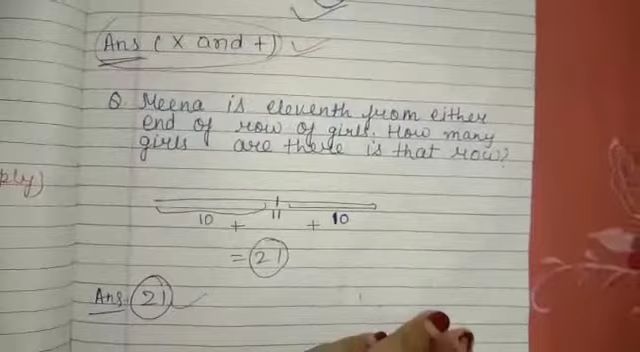 Ans (× and +)
Q Meena is eleventh from either
end of row of girls. How many
girls are there is that row?
ply)
10 + 11 + 10
= 21
Ans 21